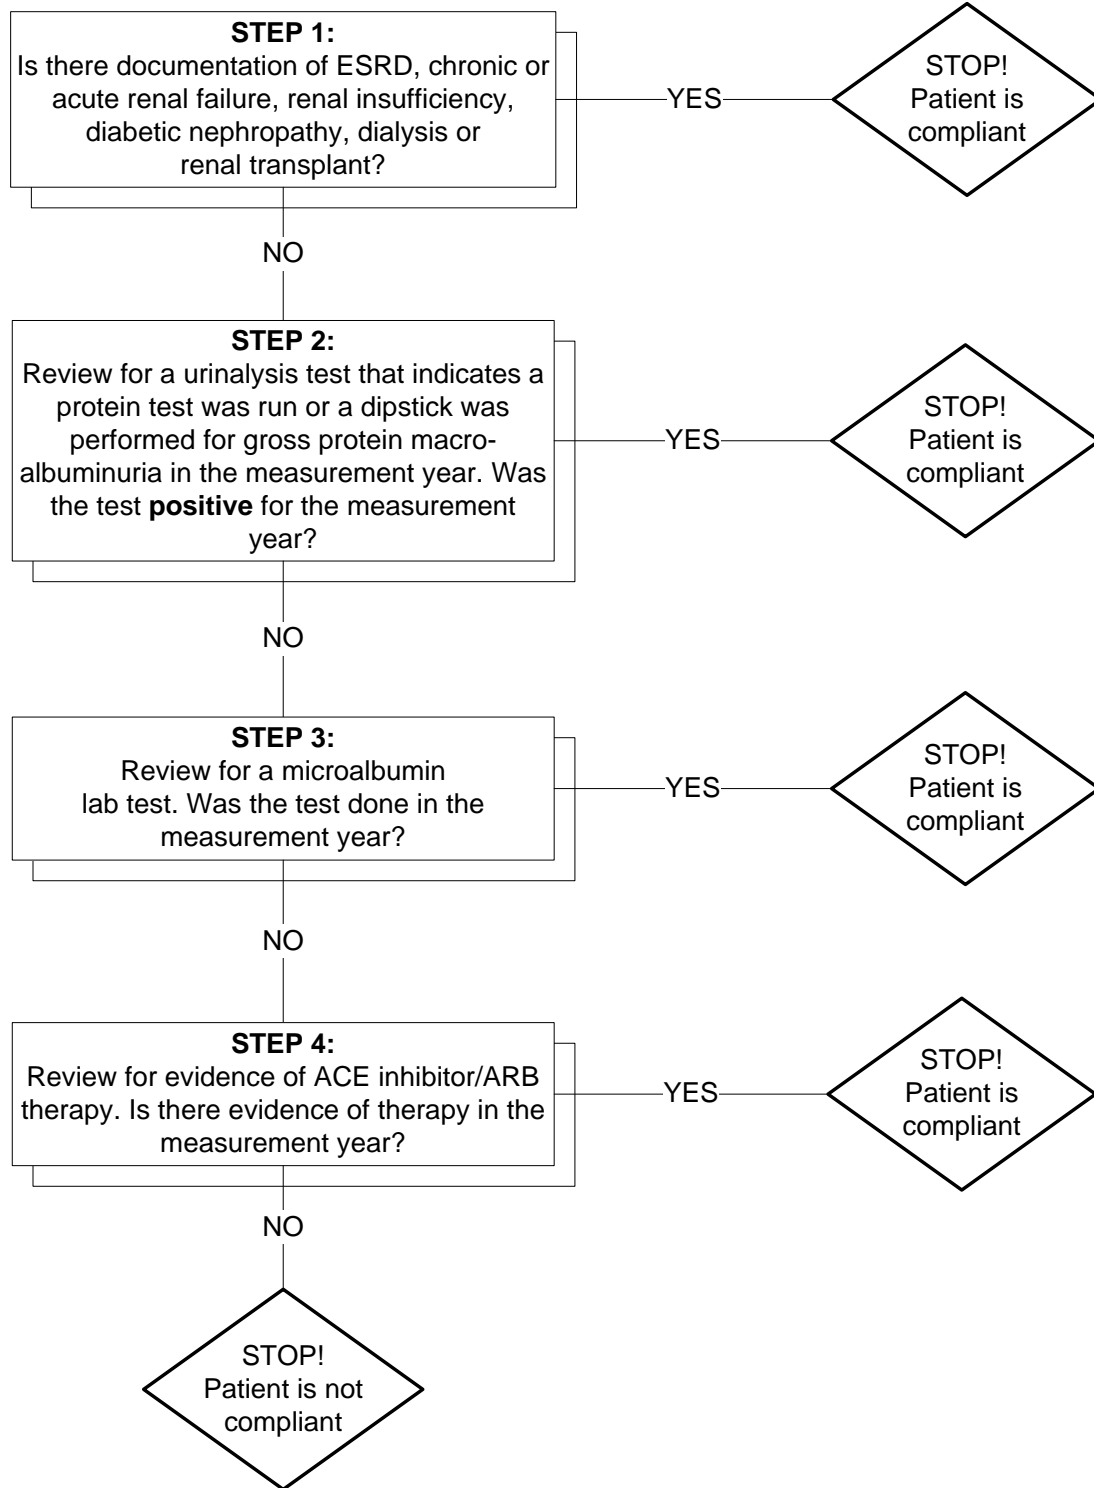 STEP 1:
Is there documentation of ESRD, chronic or
acute renal failure, renal insufficiency,
diabetic nephropathy, dialysis or
renal transplant?
YES
STOP!
Patient is
compliant
NO
STEP 2:
Review for a urinalysis test that indicates a
protein test was run or a dipstick was
performed for gross protein macro-
albuminuria in the measurement year. Was
the test positive for the measurement
year?
YES
STOP!
Patient is
compliant
NO
STEP 3:
Review for a microalbumin
lab test. Was the test done in the
measurement year?
YES
STOP!
Patient is
compliant
NO
STEP 4:
Review for evidence of ACE inhibitor/ARB
therapy. Is there evidence of therapy in the
measurement year?
YES
STOP!
Patient is
compliant
NO
STOP!
Patient is not
compliant